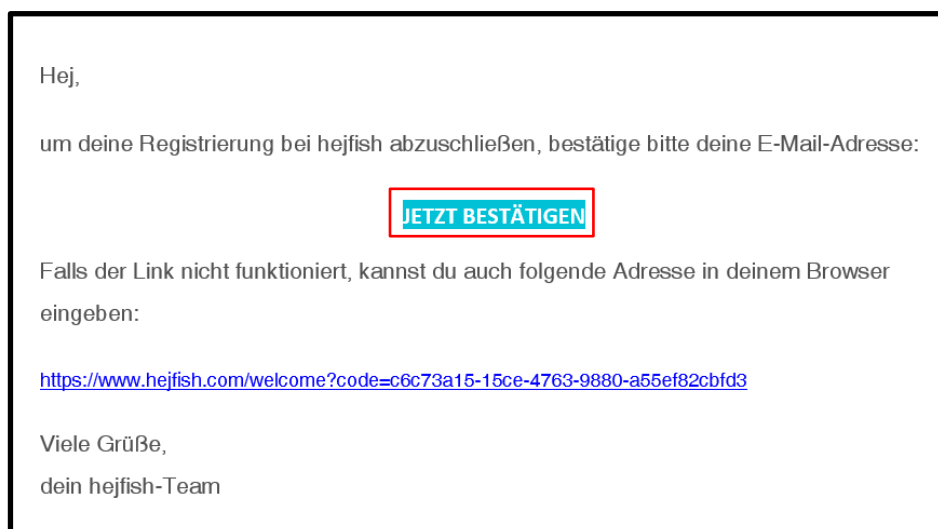 Hej,
um deine Registrierung bei hejfish abzuschließen, bestätige bitte deine E-Mail-Adresse:
JETZT BESTÄTIGEN
Falls der Link nicht funktioniert, kannst du auch folgende Adresse in deinem Browser
eingeben:
https://www.hejfish.com/welcome?code=c6c73a15-15ce-4763-9880-a55ef82cbfd3
Viele Grüße,
dein hejfish-Team